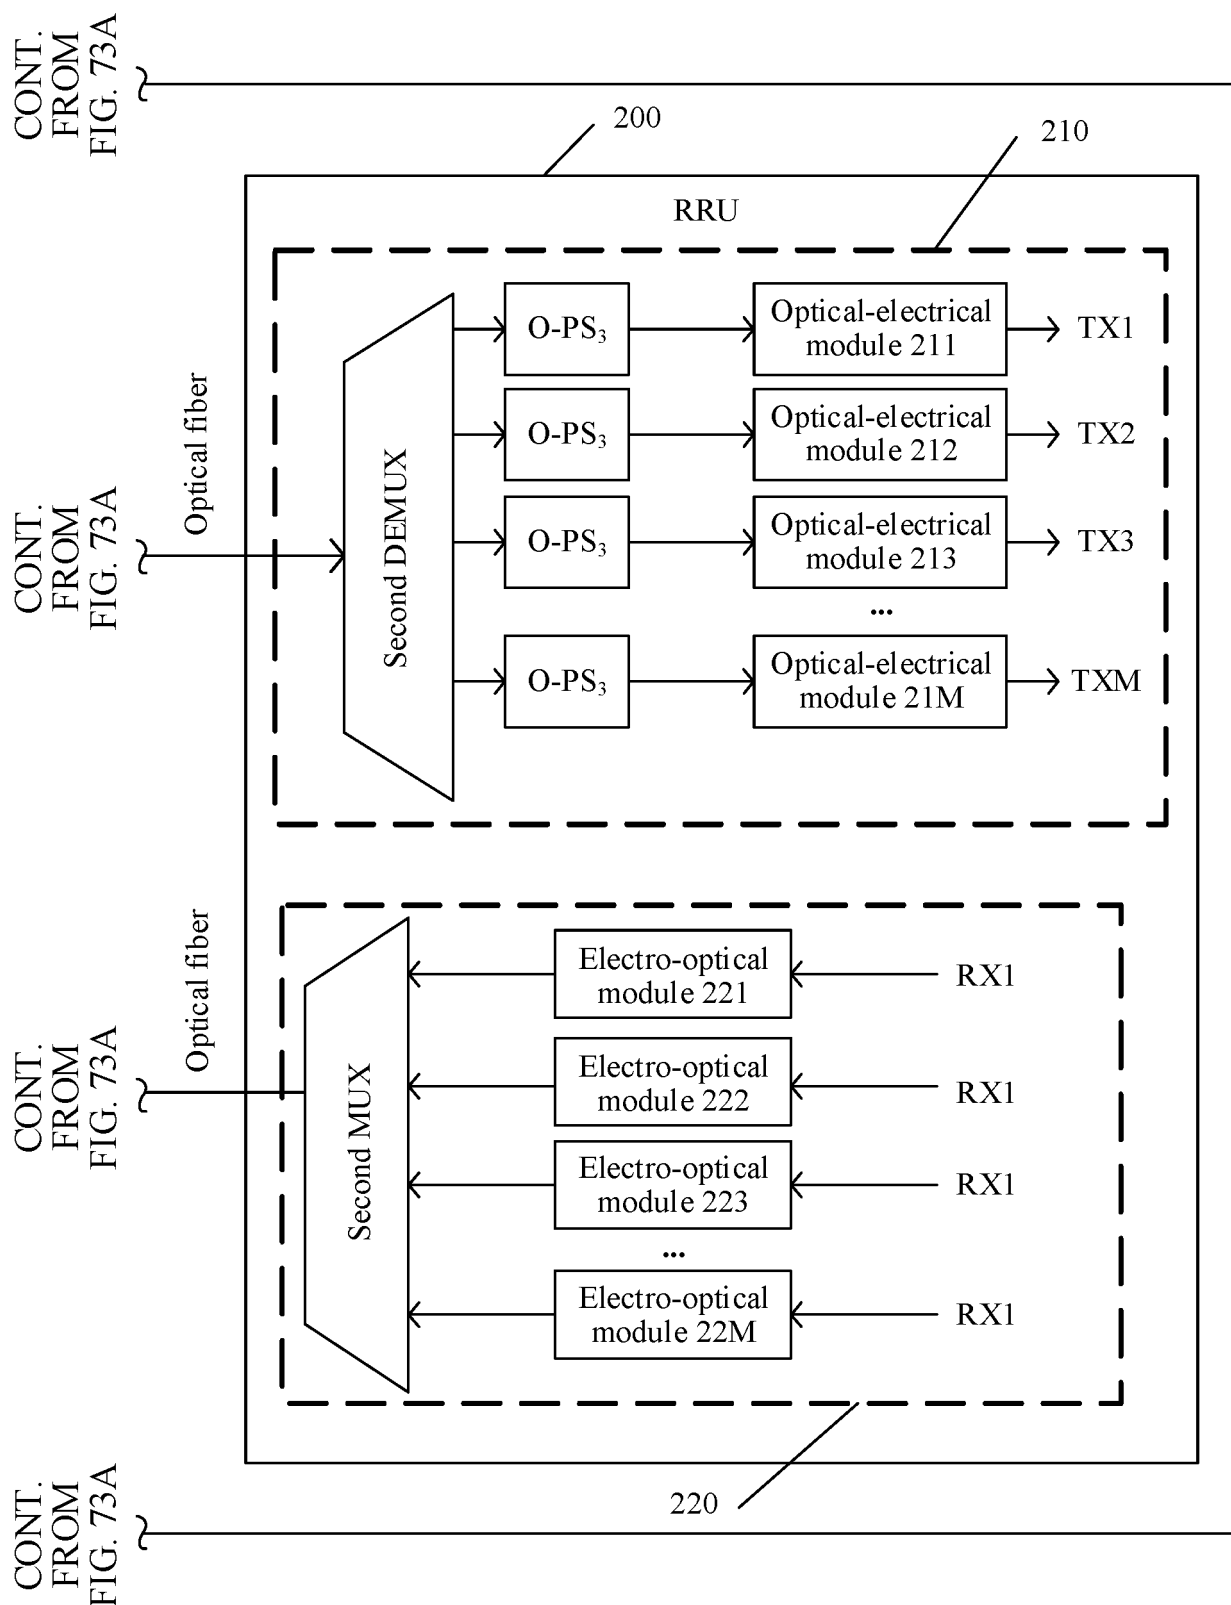 CONT.
FROM
FIG. 73A
200
210
RRU
CONT.
FROM
FIG. 73A
Optical fiber
Second DEMUX
O-PS₃
Optical-electrical
module 211
TX1
O-PS₃
Optical-electrical
module 212
TX2
O-PS₃
Optical-electrical
module 213
TX3
...
O-PS₃
Optical-electrical
module 21M
TXM
CONT.
FROM
FIG. 73A
Optical fiber
Second MUX
Electro-optical
module 221
RX1
Electro-optical
module 222
RX1
Electro-optical
module 223
RX1
...
Electro-optical
module 22M
RX1
220
CONT.
FROM
FIG. 73A